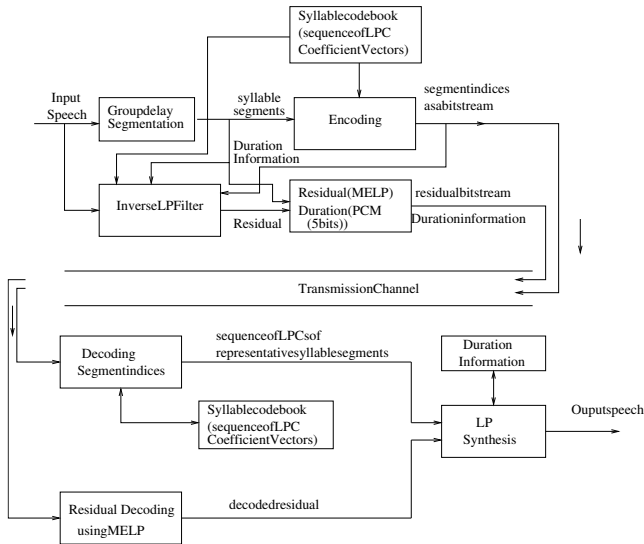 Syllablecodebook
(sequenceofLPC
CoefficientVectors)
Input
Speech
Groupdelay
Segmentation
syllable
segments
Encoding
segmentindices
asabitstream
Duration
Information
InverseLPFilter
Residual
Residual(MELP)
Duration(PCM
(5bits))
residualbitstream
Durationinformation
TransmissionChannel
Decoding
Segmentindices
sequenceofLPCsof
representativesyllablesegments
Duration
Information
Syllablecodebook
(sequenceofLPC
CoefficientVectors)
LP
Synthesis
Ouputspeech
Residual Decoding
usingMELP
decodedresidual